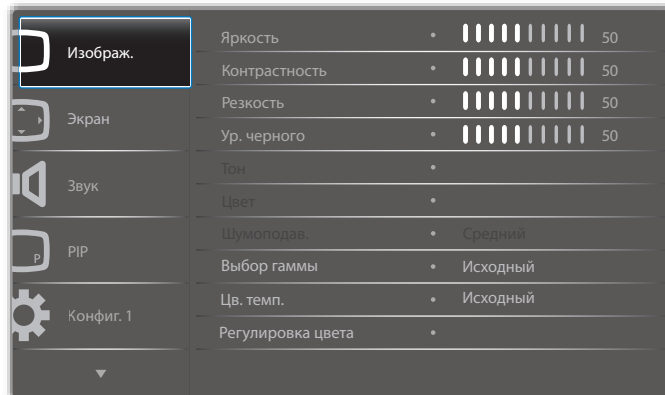 Изображ.
Экран
Звук
P
PIP
Конфиг. 1
Яркость • 50
Контрастность • 50
Резкость • 50
Ур. черного • 50
Тон •
Цвет •
Шумоподав. • Средний
Выбор гаммы • Исходный
Цв. темп. • Исходный
Регулировка цвета •